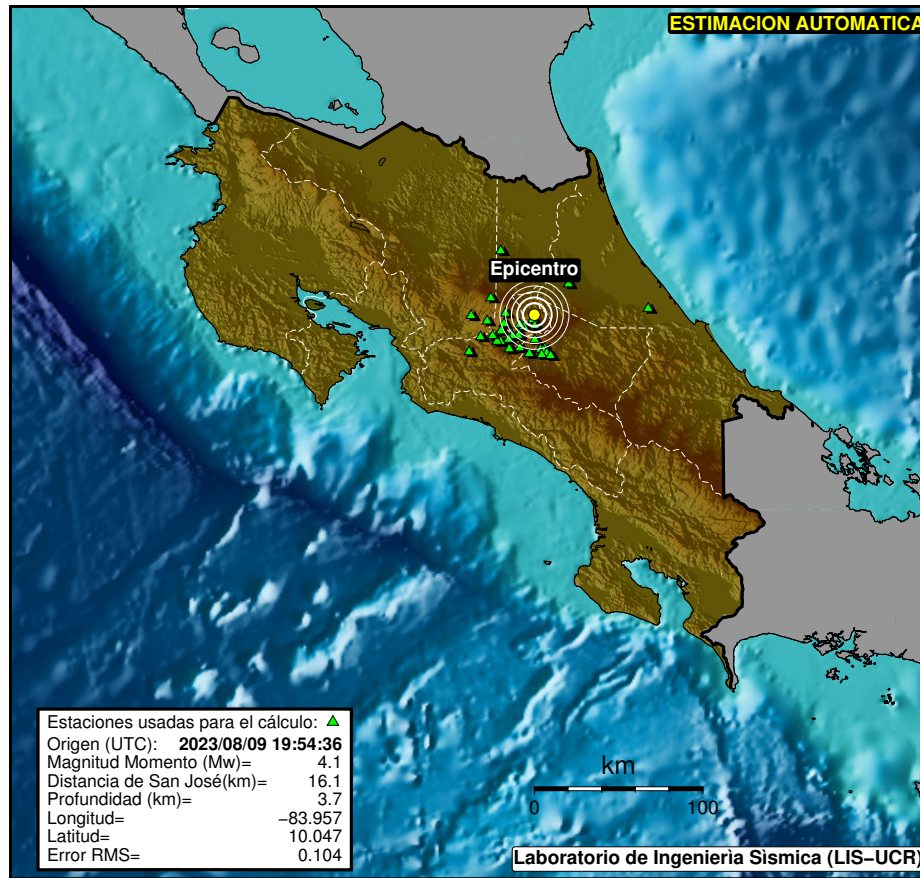 ESTIMACION AUTOMATICA
Epicentro
Estaciones usadas para el cálculo:
Origen (UTC): 2023/08/09 19:54:36
Magnitud Momento (Mw)= 4.1
Distancia de San José(km)= 16.1
Profundidad (km)= 3.7
Longitud= −83.957
Latitud= 10.047
Error RMS= 0.104
km
0 100
Laboratorio de Ingenierìa Sìsmica (LIS−UCR)